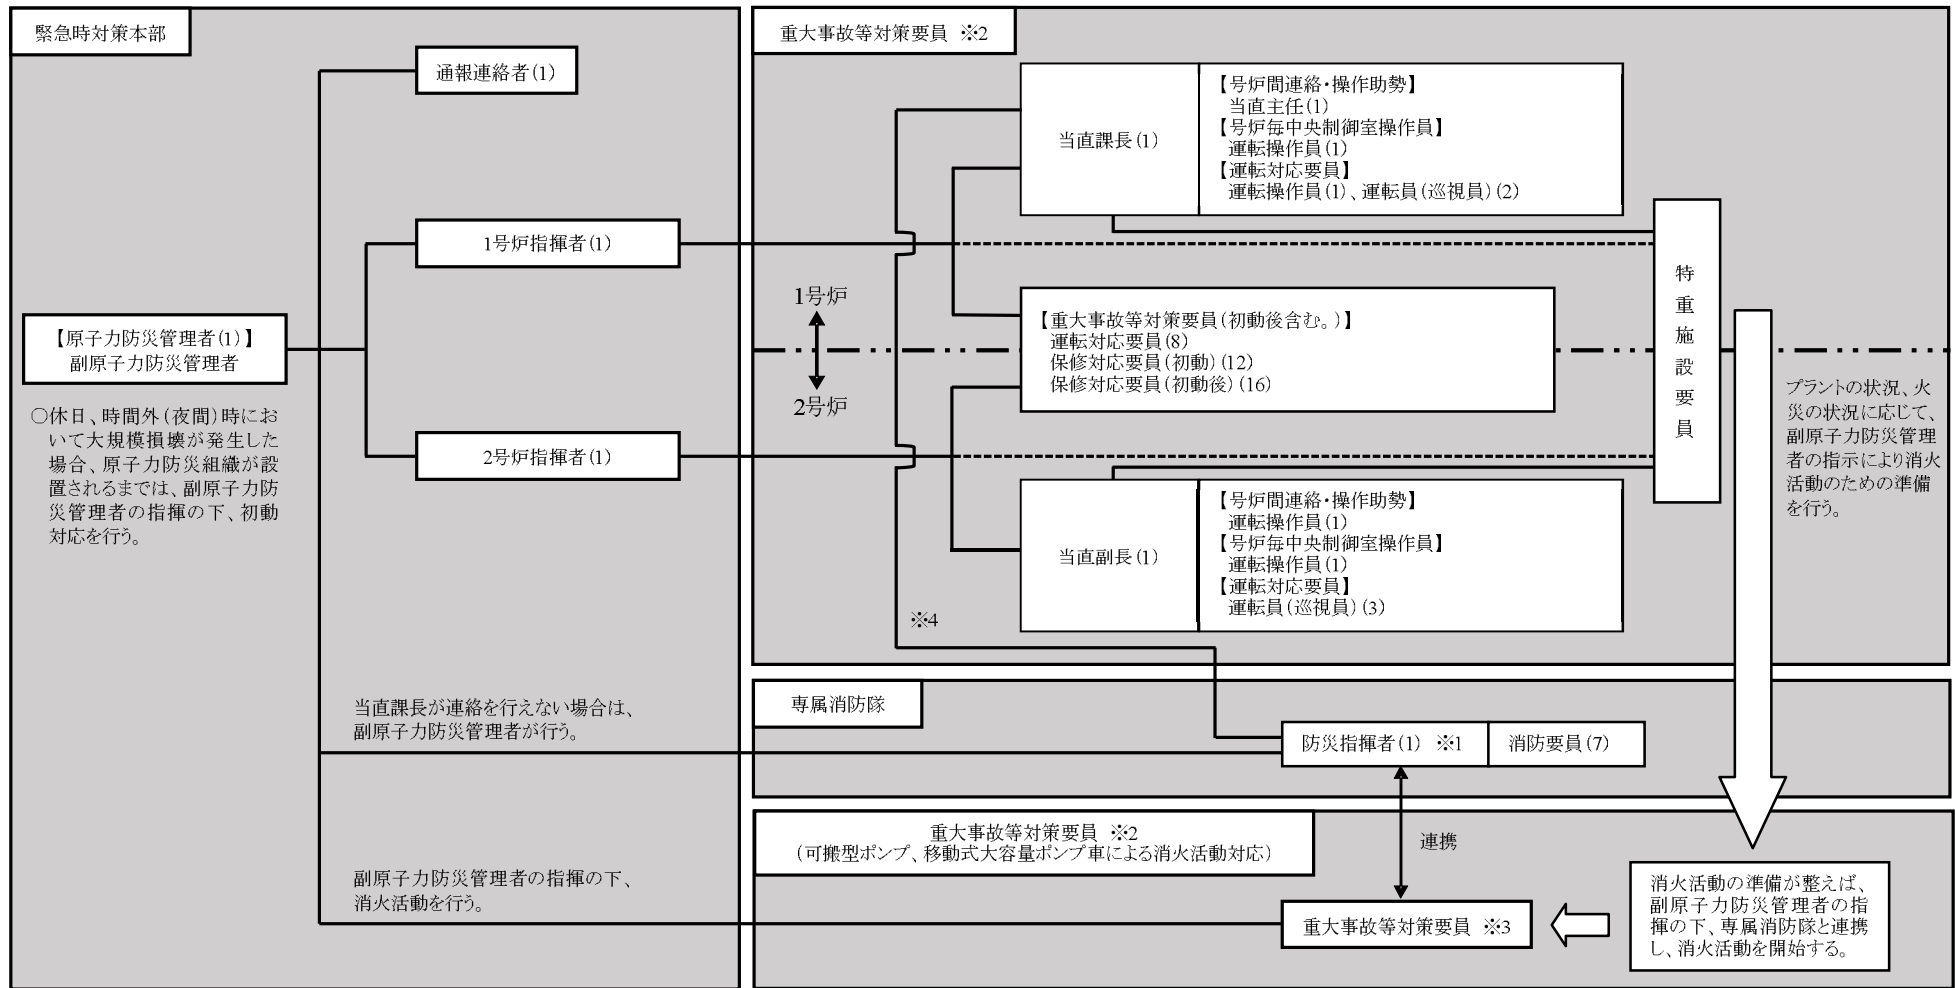 緊急時対策本部
通報連絡者(1)
1号炉指揮者(1)
【原子力防災管理者(1)】
副原子力防災管理者
○休日、時間外(夜間)時にお
いて大規模損壊が発生した
場合、原子力防災組織が設
置されるまでは、副原子力防
災管理者の指揮の下、初動
対応を行う。
2号炉指揮者(1)
当直課長が連絡を行えない場合は、
副原子力防災管理者が行う。
副原子力防災管理者の指揮の下、
消火活動を行う。
重大事故等対策要員 ※2
当直課長(1)
【号炉間連絡・操作助勢】
当直主任(1)
【号炉毎中央制御室操作員】
運転操作員(1)
【運転対応要員】
運転操作員(1)、運転員(巡視員)(2)
1号炉
2号炉
【重大事故等対策要員(初動後含む。)】
運転対応要員(8)
保修対応要員(初動)(12)
保修対応要員(初動後)(16)
特重施設要員
当直副長(1)
【号炉間連絡・操作助勢】
運転操作員(1)
【号炉毎中央制御室操作員】
運転操作員(1)
【運転対応要員】
運転員(巡視員)(3)
※4
プラントの状況、火
災の状況に応じて、
副原子力防災管理
者の指示により消火
活動のための準備
を行う。
専属消防隊
防災指揮者(1) ※1
消防要員(7)
連携
重大事故等対策要員 ※2
(可搬型ポンプ、移動式大容量ポンプ車による消火活動対応)
重大事故等対策要員 ※3
消火活動の準備が整えば、
副原子力防災管理者の指
揮の下、専属消防隊と連携
し、消火活動を開始する。